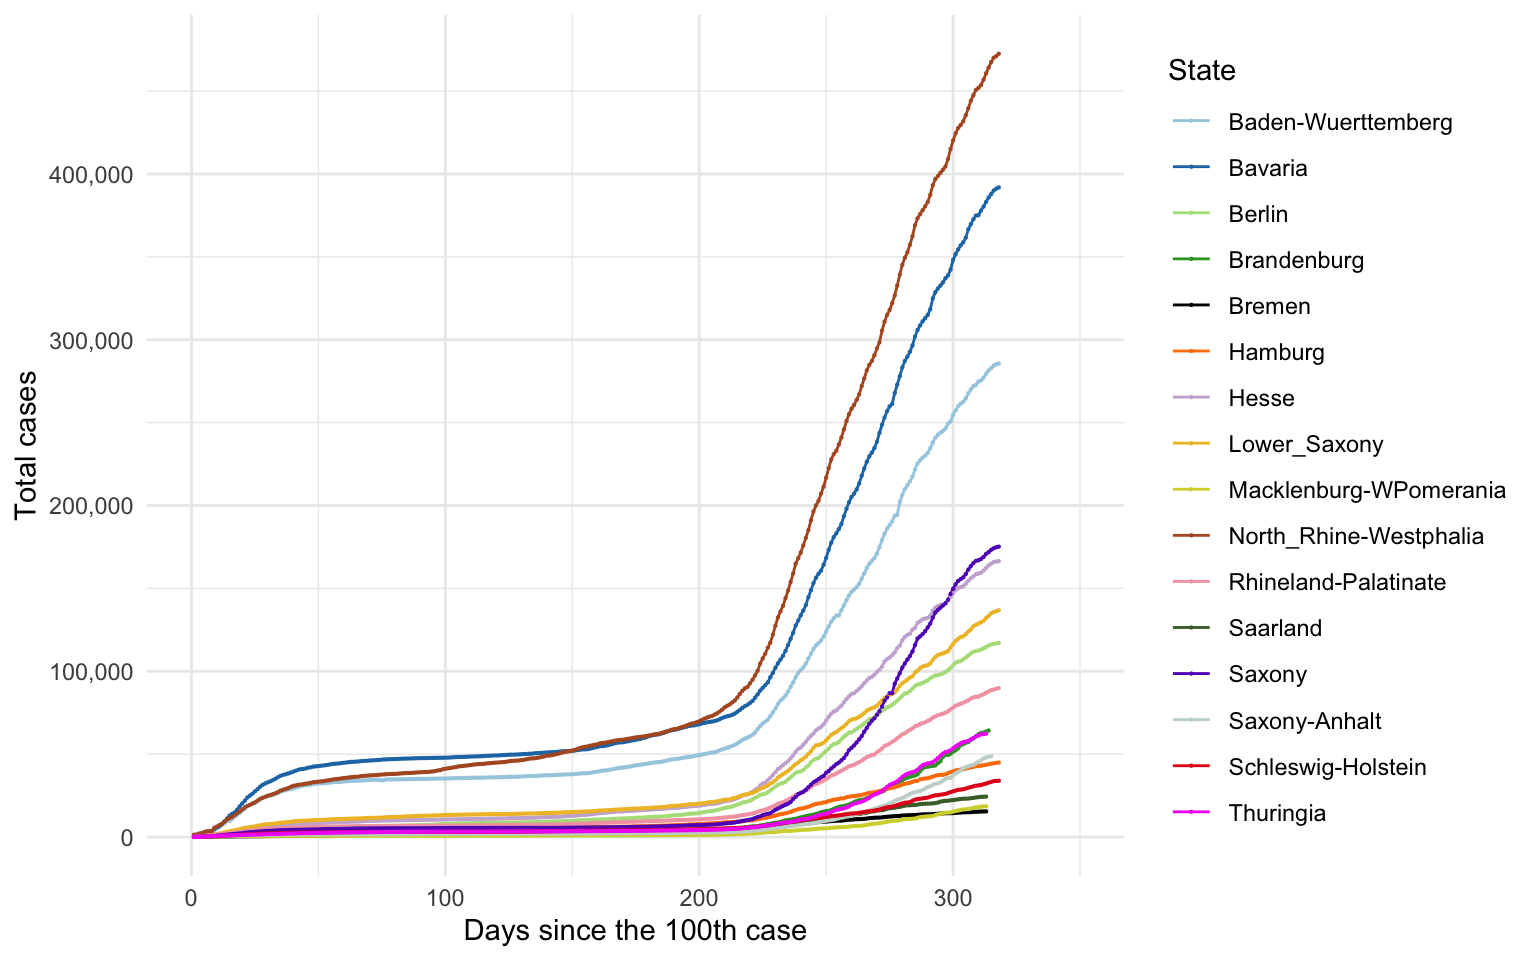 State
Baden-Wuerttemberg
Bavaria
Berlin
Brandenburg
Bremen
Hamburg
Hesse
Lower_Saxony
Macklenburg-WPomerania
North_Rhine-Westphalia
Rhineland-Palatinate
Saarland
Saxony
Saxony-Anhalt
Schleswig-Holstein
Thuringia
Total cases
400,000
300,000
200,000
100,000
0
0 100 200 300
Days since the 100th case